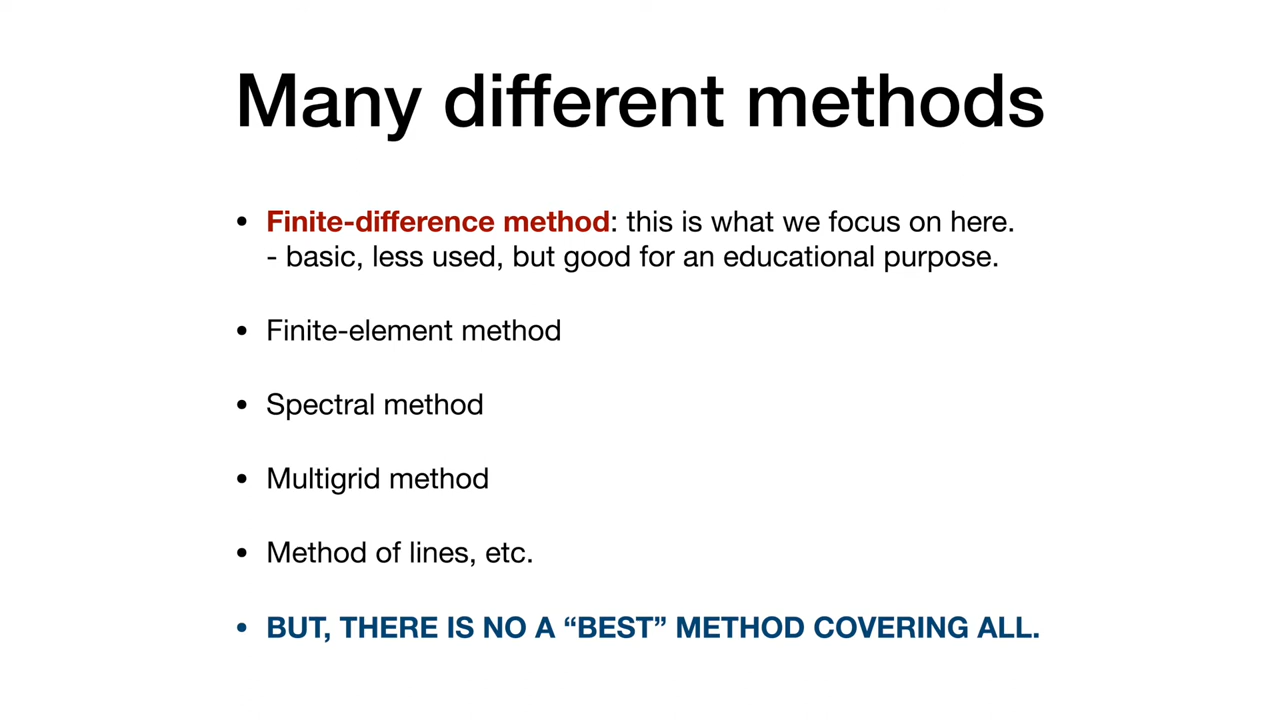 Many different methods
• Finite-difference method: this is what we focus on here.
- basic, less used, but good for an educational purpose.
• Finite-element method
• Spectral method
• Multigrid method
• Method of lines, etc.
• BUT, THERE IS NO A “BEST” METHOD COVERING ALL.